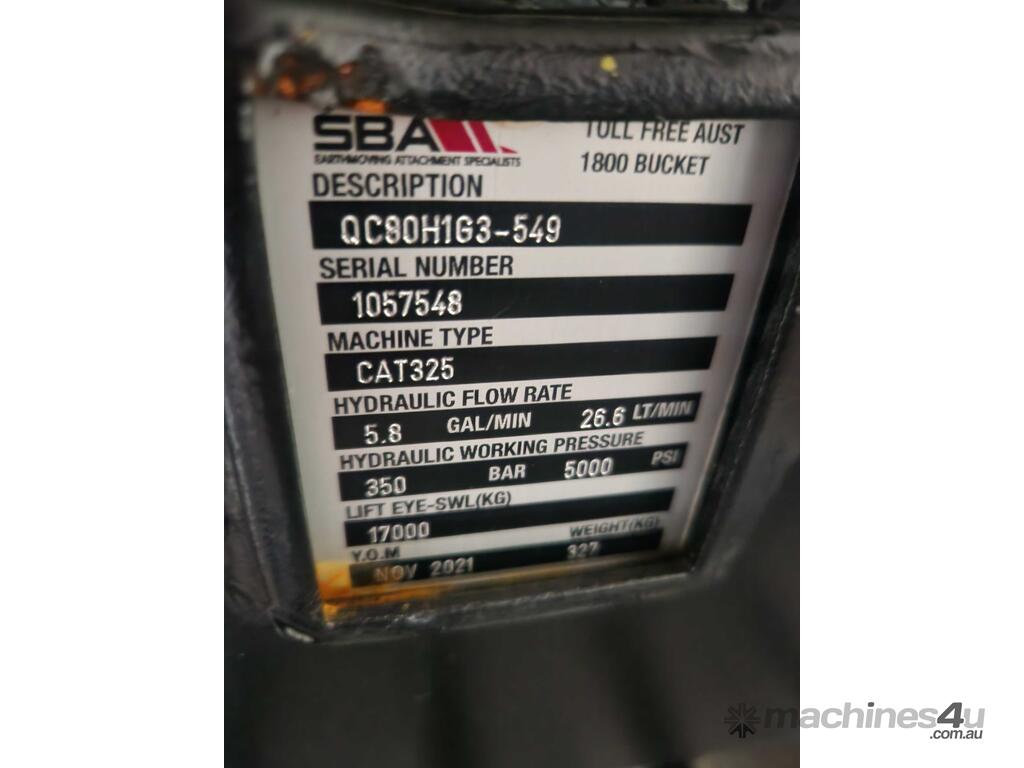 SBA
EARTHMOVING ATTACHMENT SPECIALISTS
TOLL FREE AUST
1800 BUCKET
DESCRIPTION
QC80H1G3-549
SERIAL NUMBER
1057548
MACHINE TYPE
CAT325
HYDRAULIC FLOW RATE
5.8 GAL/MIN 26.6 LT/MIN
HYDRAULIC WORKING PRESSURE
350 BAR 5000 PSI
LIFT EYE-SWL(KG)
17000
Y.O.M WEIGHT(KG)
NOV 2021 327
machines4u
.com.au